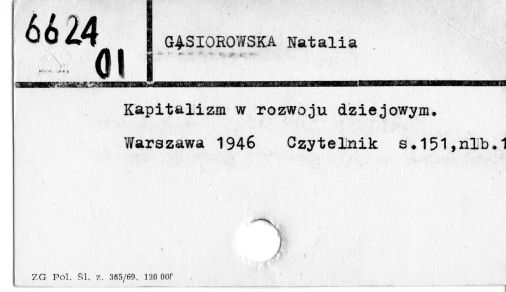 6624
01
GĄSIOROWSKA Natalia
Kapitalizm w rozwoju dziejowym.
Warszawa 1946 Czytelnik s.151,nlb.1
ZG Pol. Śl. z. 365/69. 120 00f